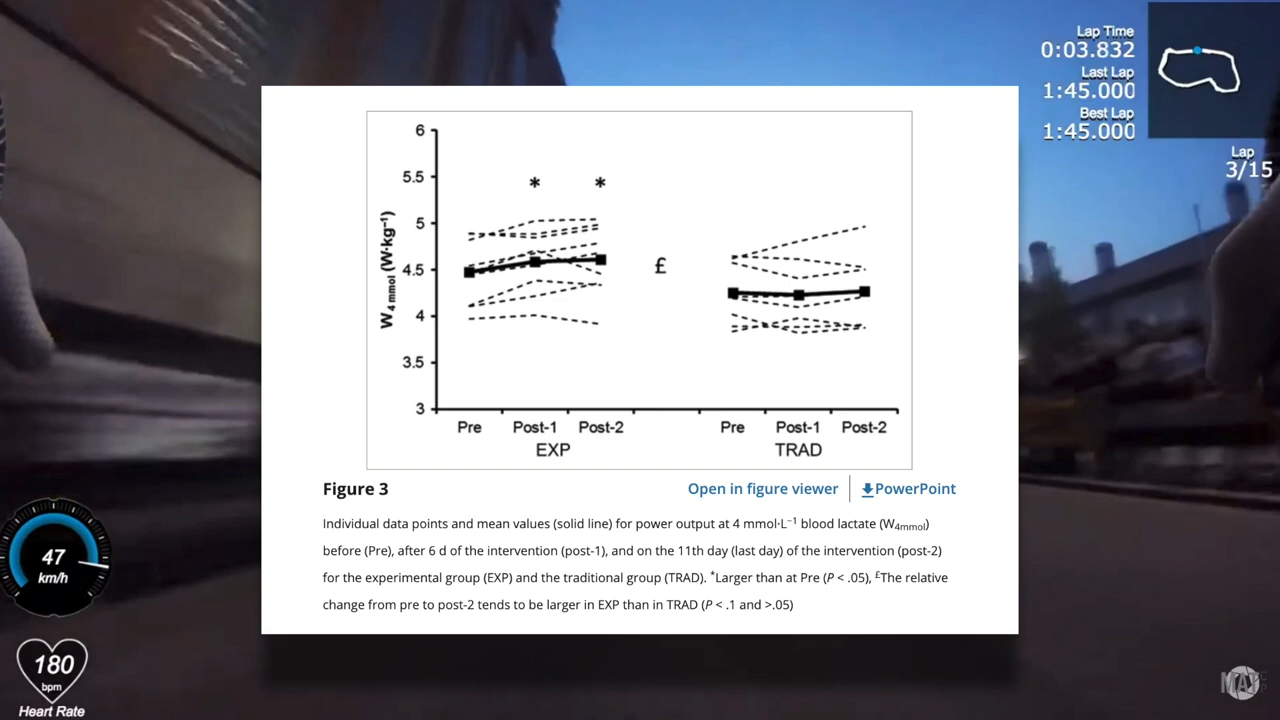 Lap Time
0:03.832
Last Lap
1:45.000
Best Lap
1:45.000
Lap
3/15
6
5.5
5
4.5
4
3.5
3
W4 mmol (W·kg⁻¹)
* *
£
Pre Post-1 Post-2 Pre Post-1 Post-2
EXP TRAD
Figure 3
Open in figure viewer PowerPoint
Individual data points and mean values (solid line) for power output at 4 mmol·L⁻¹ blood lactate (W4mmol)
before (Pre), after 6 d of the intervention (post-1), and on the 11th day (last day) of the intervention (post-2)
for the experimental group (EXP) and the traditional group (TRAD). *Larger than at Pre (P < .05), £The relative
change from pre to post-2 tends to be larger in EXP than in TRAD (P < .1 and >.05)
47
km/h
180
bpm
Heart Rate